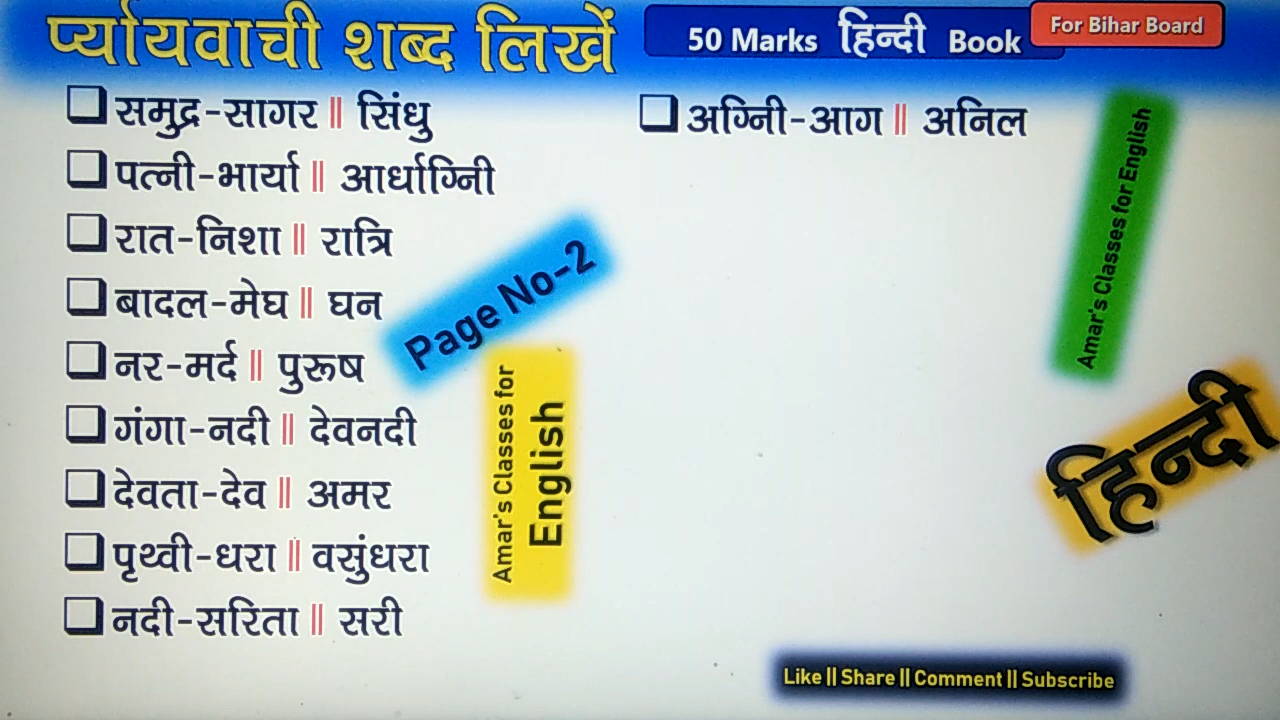 प्र्यायवाची शब्द लिखें
50 Marks हिन्दी Book
For Bihar Board
❑ समुद्र-सागर || सिंधु
❑ पत्नी-भार्या || आर्धाग्निी
❑ रात-निशा || रात्रि
❑ बादल-मेघ || घन
❑ नर-मर्द || पुरूष
❑ गंगा-नदी || देवनदी
❑ देवता-देव || अमर
❑ पृथ्वी-धरा || वसुंधरा
❑ नदी-सरिता || सरी
❑ अग्निी-आग || अनिल
Page No-2
Amar's Classes for
English
Amar's Classes for English
हिन्दी
Like || Share || Comment || Subscribe